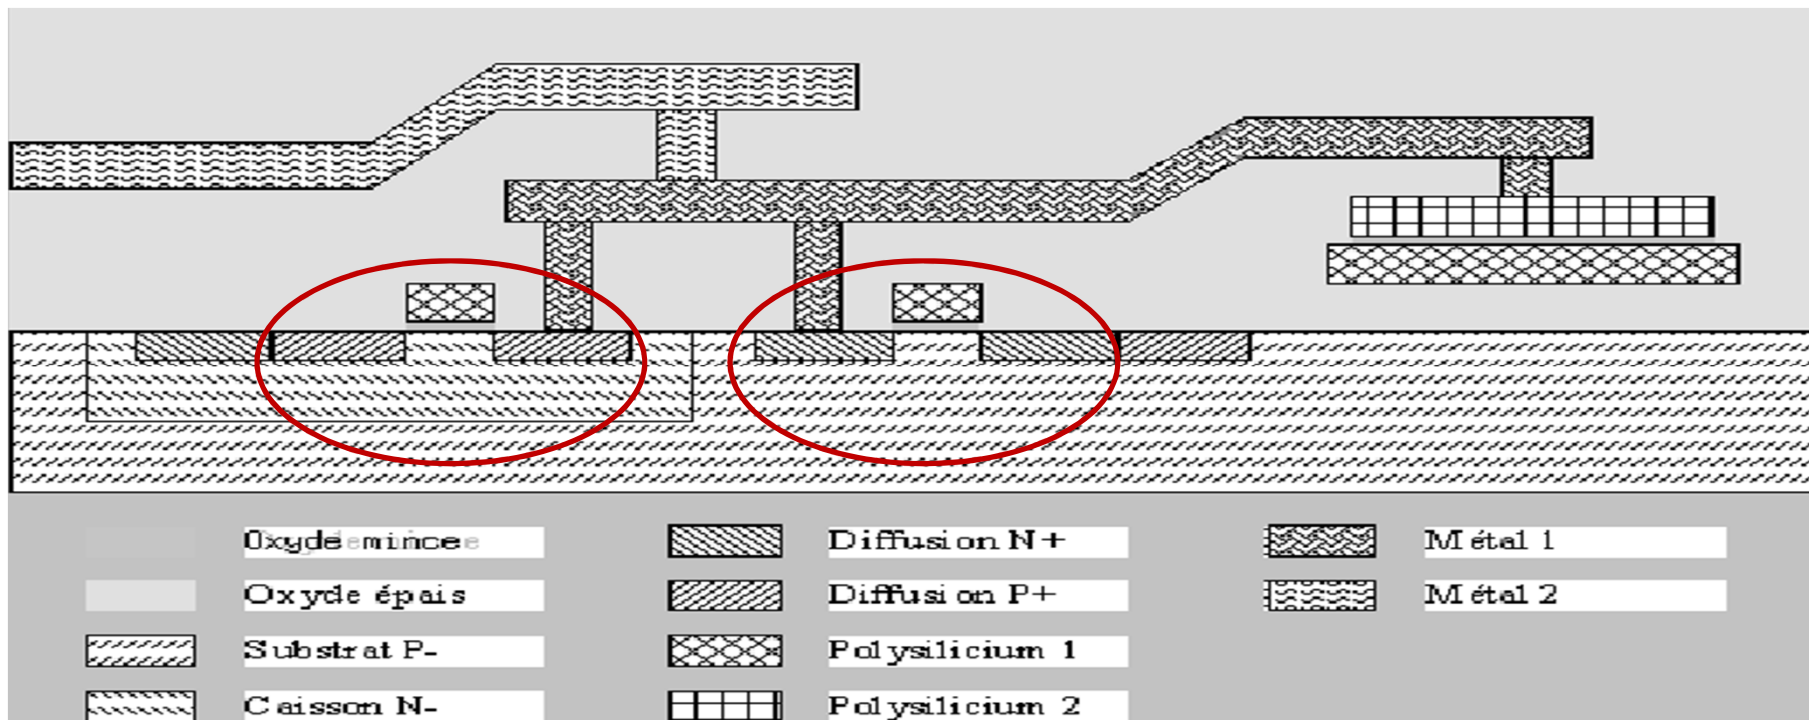 Oxyde mince
Diffusion N+
Métal 1
Oxyde épais
Diffusion P+
Métal 2
Substrat P-
Polysilicium 1
Caisson N-
Polysilicium 2